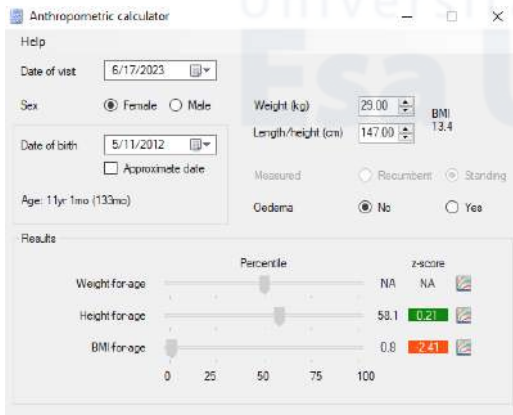 Anthropometric calculator
Help
Date of visit 6/17/2023
Sex Female Male
Weight (kg) 29.00
BMI
13.4
Length/height (cm) 147.00
Date of birth 5/11/2012
Approximate date
Measured Recumbent Standing
Age: 11yr 1mo (133mo)
Oedema No Yes
Results
Percentile z-score
Weight-for-age NA NA
Height-for-age 58.1 0.21
BMI-for-age 0.8 -2.41
0 25 50 75 100
Esa U